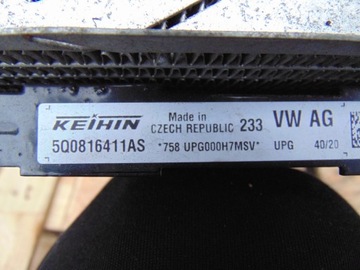 KEIHIN Made in CZECH REPUBLIC 233 VW AG
5Q0816411AS *758 UPG000H7MSV* UPG 40/20